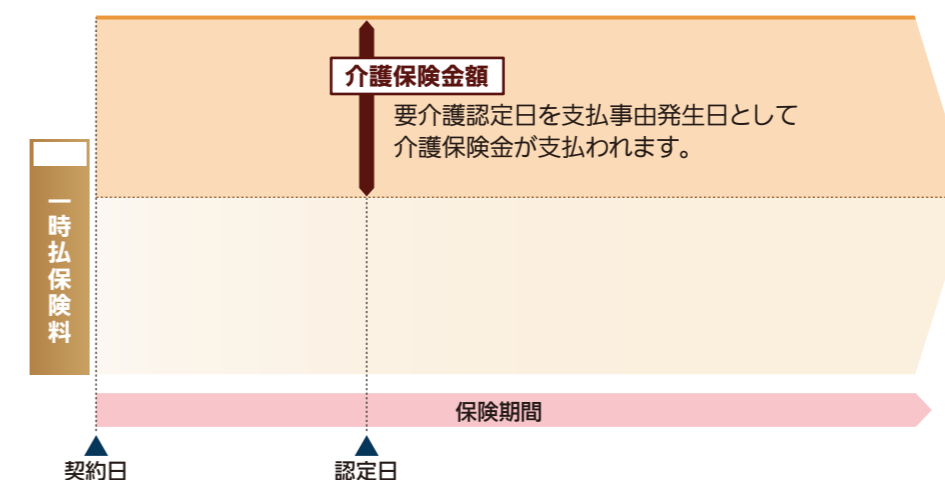 介護保険金額
要介護認定日を支払事由発生日として
介護保険金が支払われます。
一時払保険料
保険期間
契約日
認定日